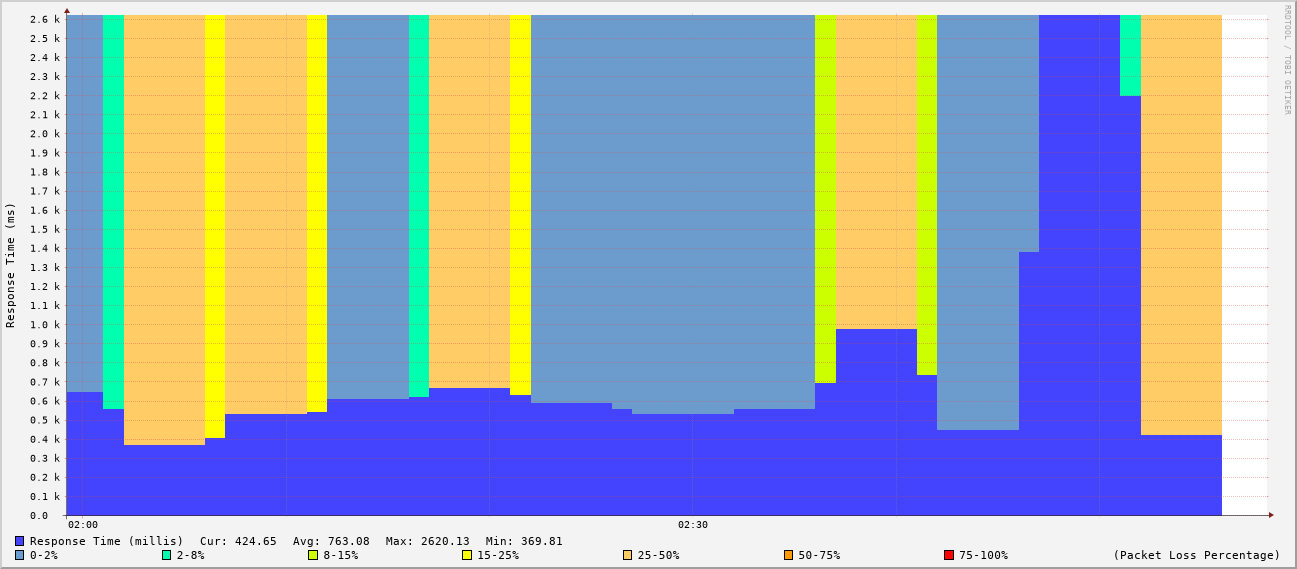 RRDTOOL / TOBI OETIKER
Response Time (ms)
2.6 k
2.5 k
2.4 k
2.3 k
2.2 k
2.1 k
2.0 k
1.9 k
1.8 k
1.7 k
1.6 k
1.5 k
1.4 k
1.3 k
1.2 k
1.1 k
1.0 k
0.9 k
0.8 k
0.7 k
0.6 k
0.5 k
0.4 k
0.3 k
0.2 k
0.1 k
0.0
02:00 02:30
Response Time (millis) Cur: 424.65 Avg: 763.08 Max: 2620.13 Min: 369.81
0-2% 2-8% 8-15% 15-25% 25-50% 50-75% 75-100% (Packet Loss Percentage)